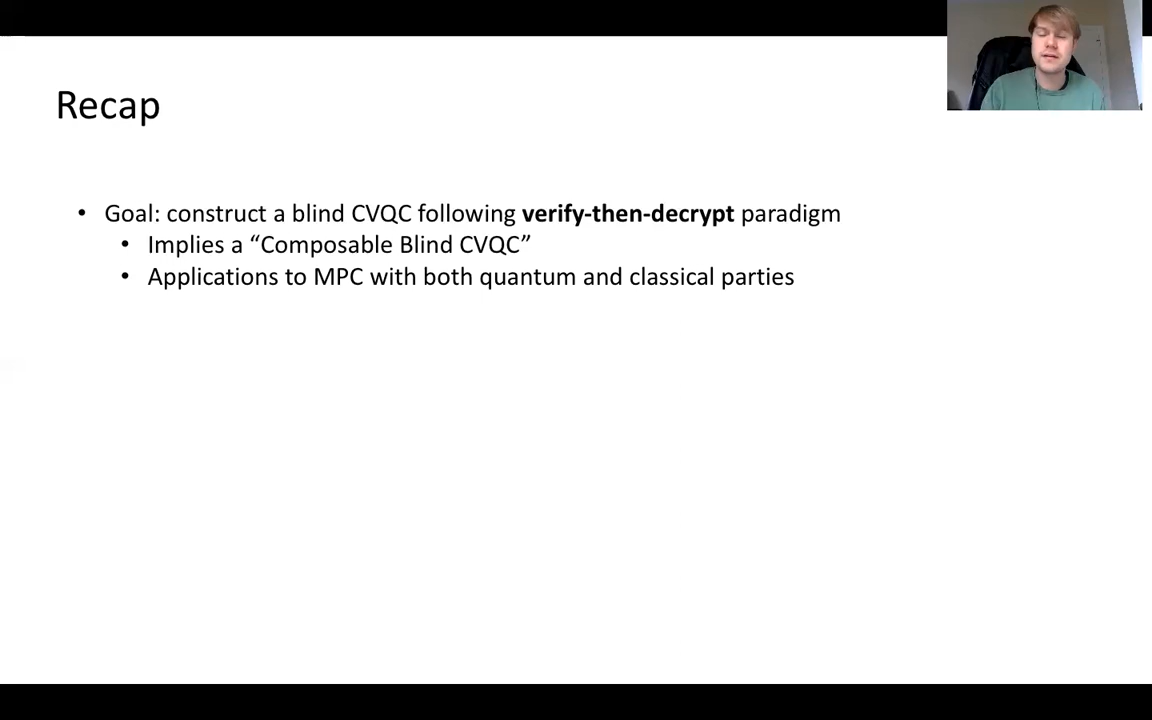 Recap
• Goal: construct a blind CVQC following verify-then-decrypt paradigm
• Implies a “Composable Blind CVQC”
• Applications to MPC with both quantum and classical parties